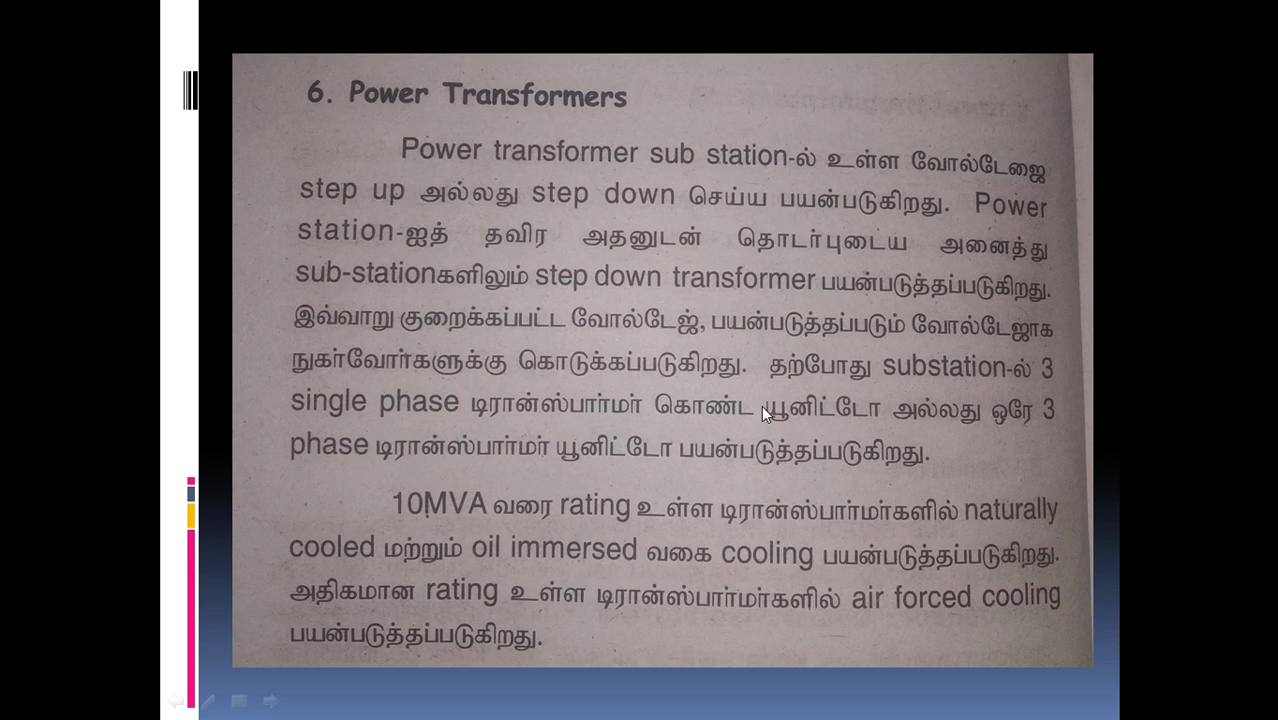 6. Power Transformers
Power transformer sub station-ல் உள்ள வோல்டேஜை
step up அல்லது step down செய்ய பயன்படுகிறது. Power
station-ஐத் தவிர அதனுடன் தொடர்புடைய அனைத்து
sub-stationகளிலும் step down transformer பயன்படுத்தப்படுகிறது.
இவ்வாறு குறைக்கப்பட்ட வோல்டேஜ், பயன்படுத்தப்படும் வோல்டேஜாக
நுகர்வோர்களுக்கு கொடுக்கப்படுகிறது. தற்போது substation-ல் 3
single phase டிரான்ஸ்பார்மர் கொண்ட யூனிட்டோ அல்லது ஒரே 3
phase டிரான்ஸ்பார்மர் யூனிட்டோ பயன்படுத்தப்படுகிறது.
10MVA வரை rating உள்ள டிரான்ஸ்பார்மர்களில் naturally
cooled மற்றும் oil immersed வகை cooling பயன்படுத்தப்படுகிறது.
அதிகமான rating உள்ள டிரான்ஸ்பார்மர்களில் air forced cooling
பயன்படுத்தப்படுகிறது.